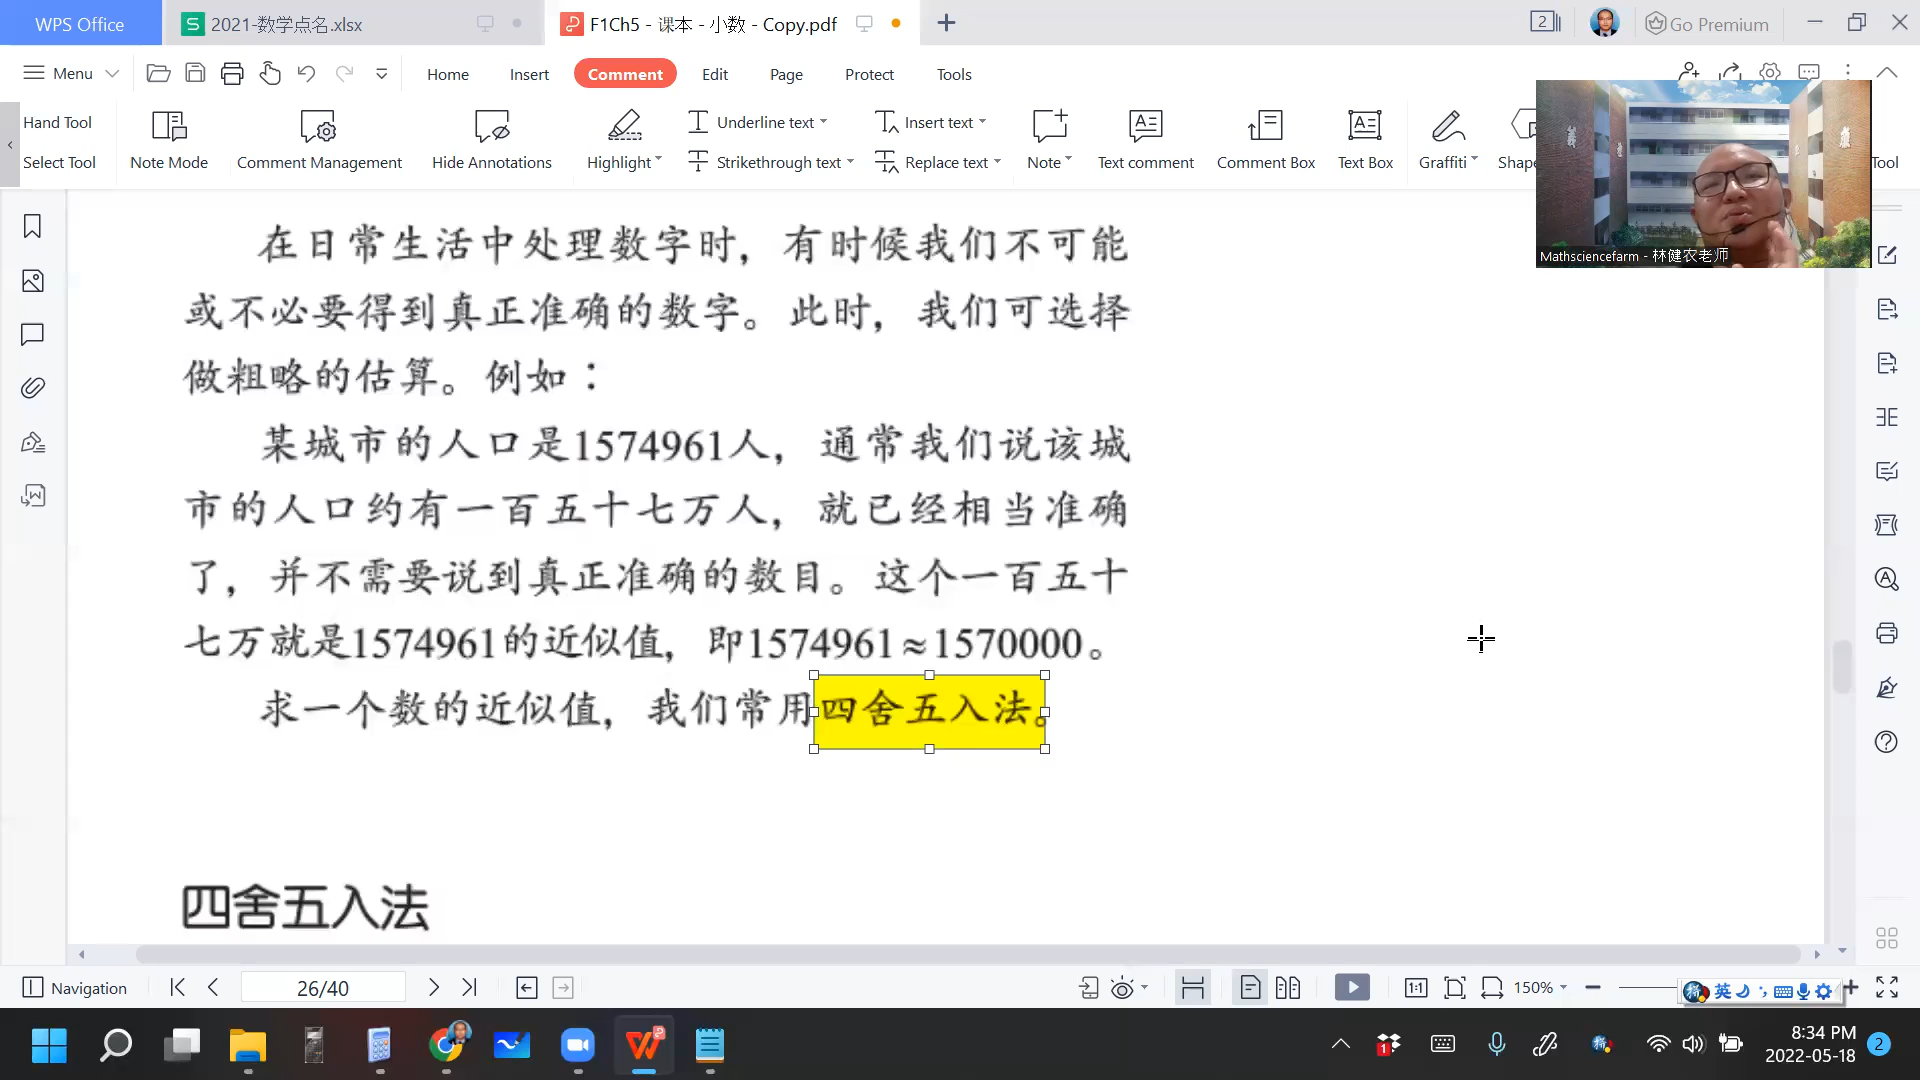 WPS Office
2021-数学点名.xlsx
F1Ch5 - 课本 - 小数 - Copy.pdf
2
Go Premium
Menu
Home
Insert
Comment
Edit
Page
Protect
Tools
Hand Tool
Select Tool
Note Mode
Comment Management
Hide Annotations
Highlight
Underline text
Strikethrough text
Insert text
Replace text
Note
Text comment
Comment Box
Text Box
Graffiti
Shape
Tool
Mathsciencefarm - 林健农老师
在日常生活中处理数字时，有时候我们不可能
或不必要得到真正准确的数字。此时，我们可选择
做粗略的估算。例如：
某城市的人口是1574961人，通常我们说该城
市的人口约有一百五十七万人，就已经相当准确
了，并不需要说到真正准确的数目。这个一百五十
七万就是1574961的近似值，即1574961≈1570000。
求一个数的近似值，我们常用四舍五入法。
四舍五入法
Navigation
26/40
1:1
150%
英
8:34 PM
2022-05-18
2
1